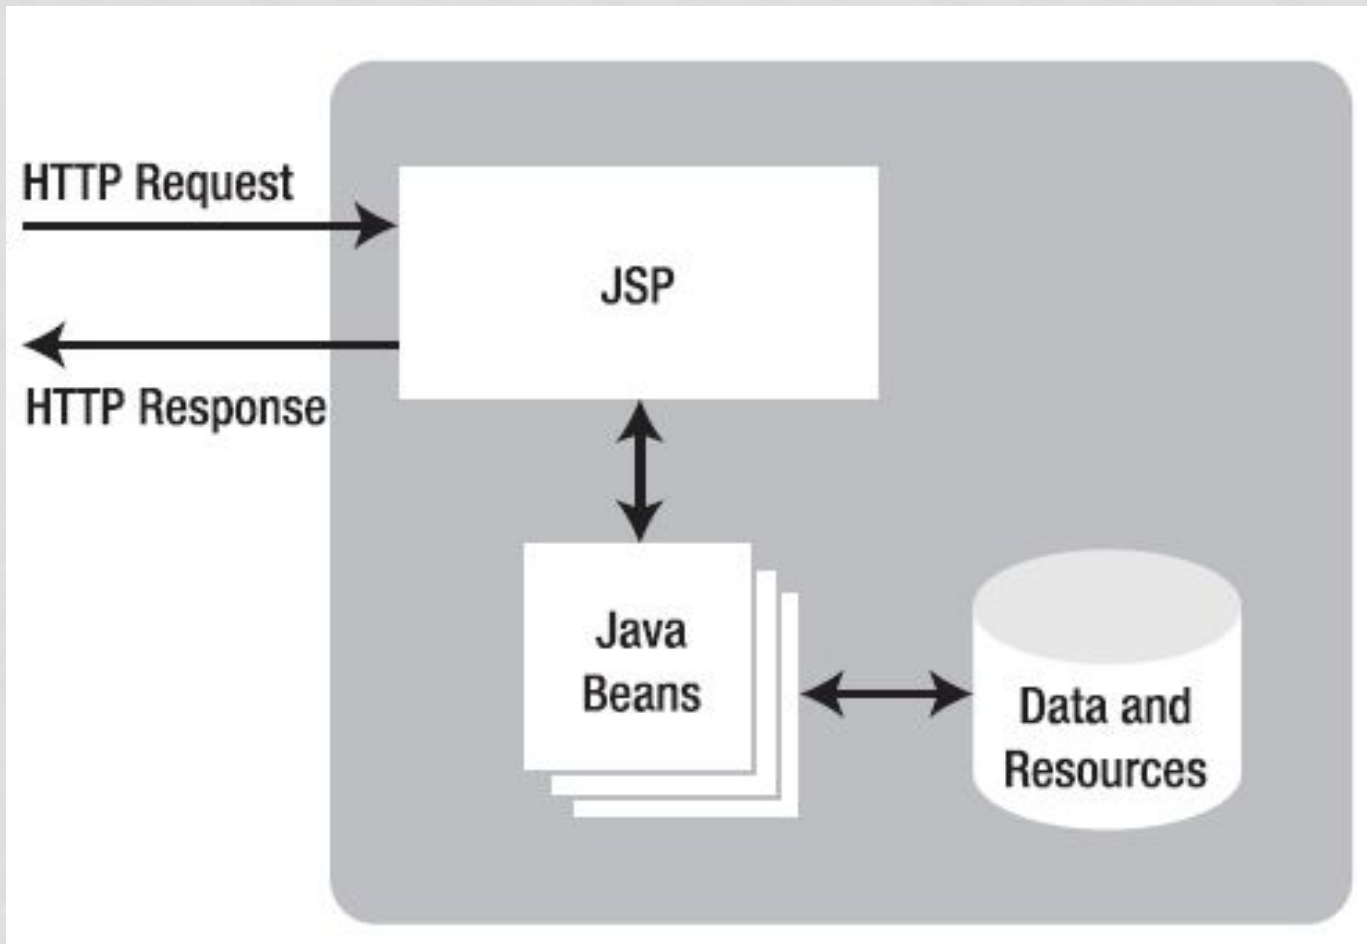 HTTP Request
JSP
HTTP Response
Java
Beans
Data and
Resources